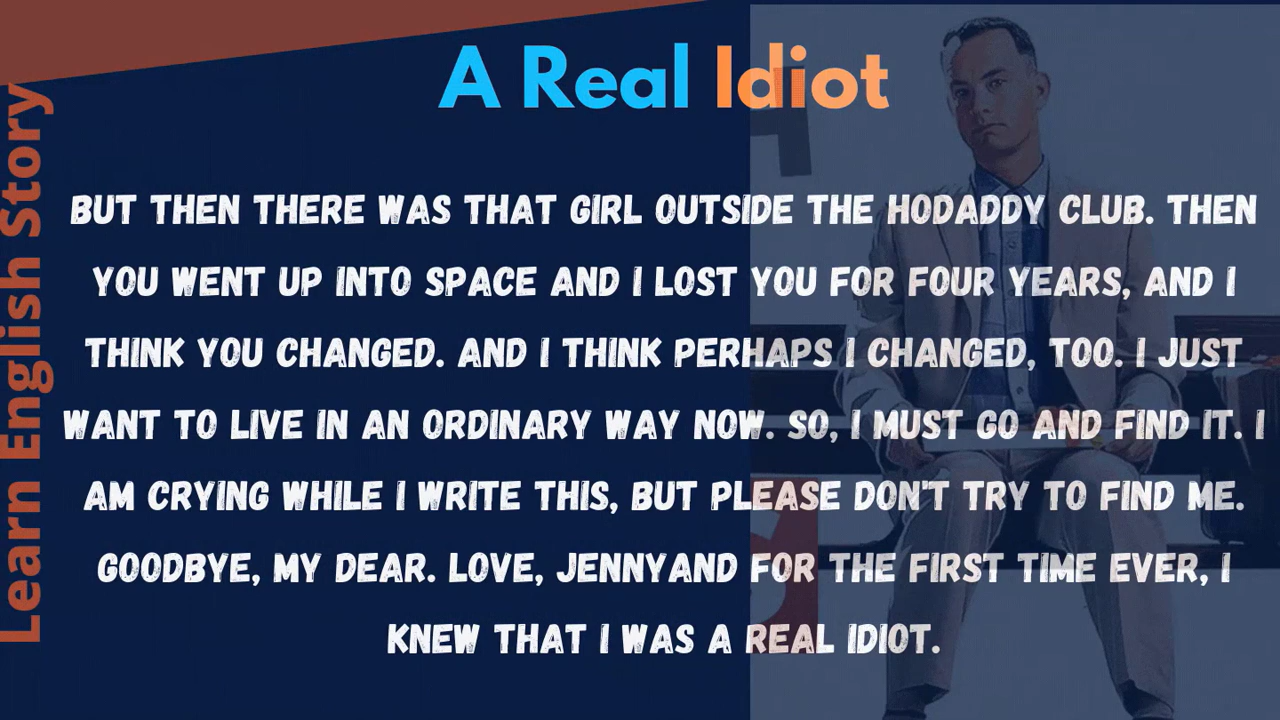 A Real Idiot
Learn English Story
BUT THEN THERE WAS THAT GIRL OUTSIDE THE HODADDY CLUB. THEN
YOU WENT UP INTO SPACE AND I LOST YOU FOR FOUR YEARS, AND I
THINK YOU CHANGED. AND I THINK PERHAPS I CHANGED, TOO. I JUST
WANT TO LIVE IN AN ORDINARY WAY NOW. SO, I MUST GO AND FIND IT. I
AM CRYING WHILE I WRITE THIS, BUT PLEASE DON'T TRY TO FIND ME.
GOODBYE, MY DEAR. LOVE, JENNYAND FOR THE FIRST TIME EVER, I
KNEW THAT I WAS A REAL IDIOT.